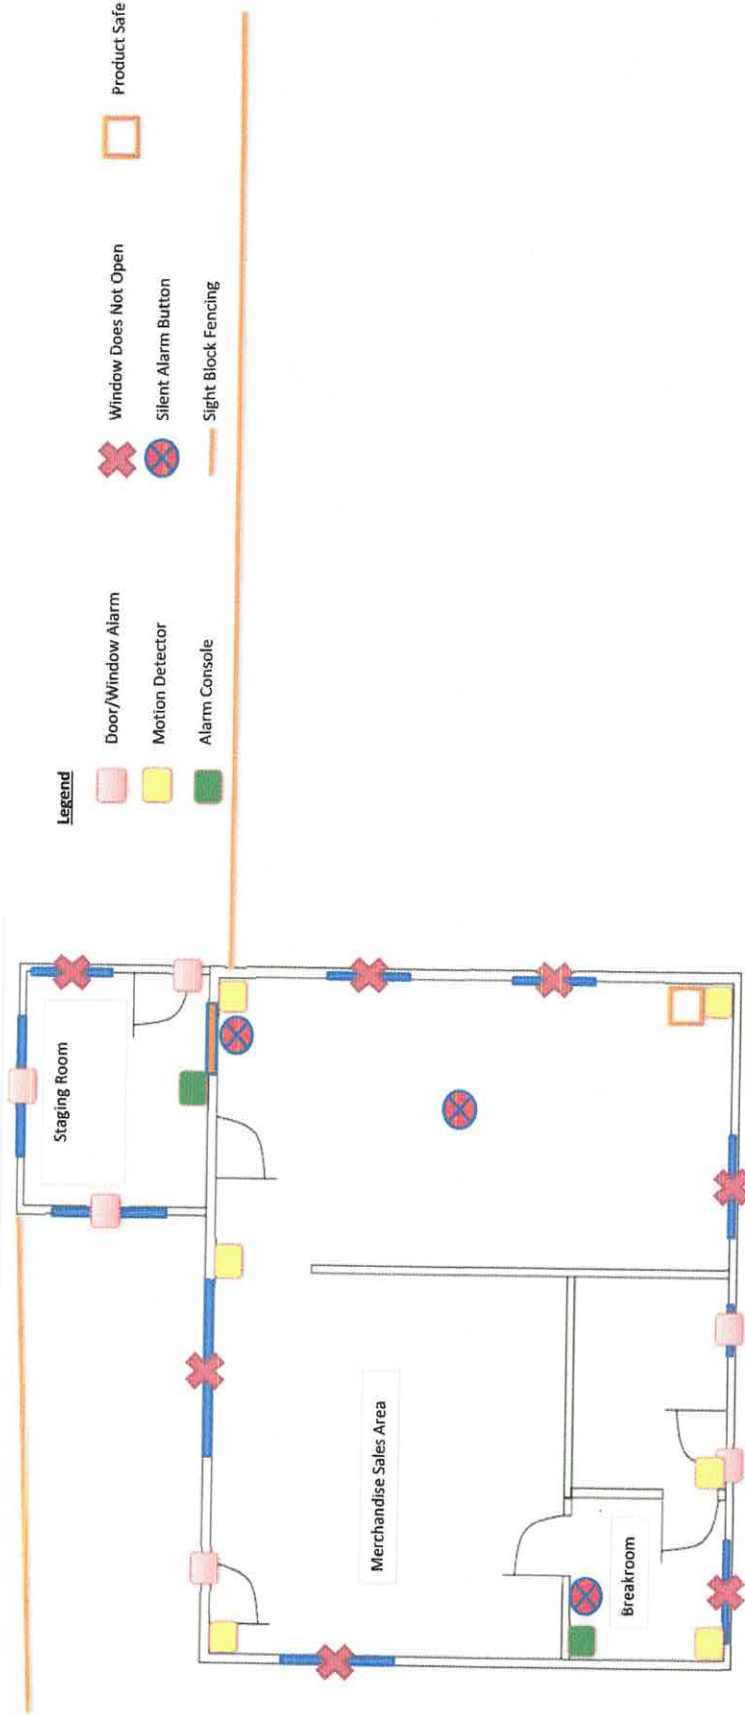 Legend
Door/Window Alarm
Motion Detector
Alarm Console
Window Does Not Open
Silent Alarm Button
Sight Block Fencing
Product Safe
Staging Room
Merchandise Sales Area
Breakroom